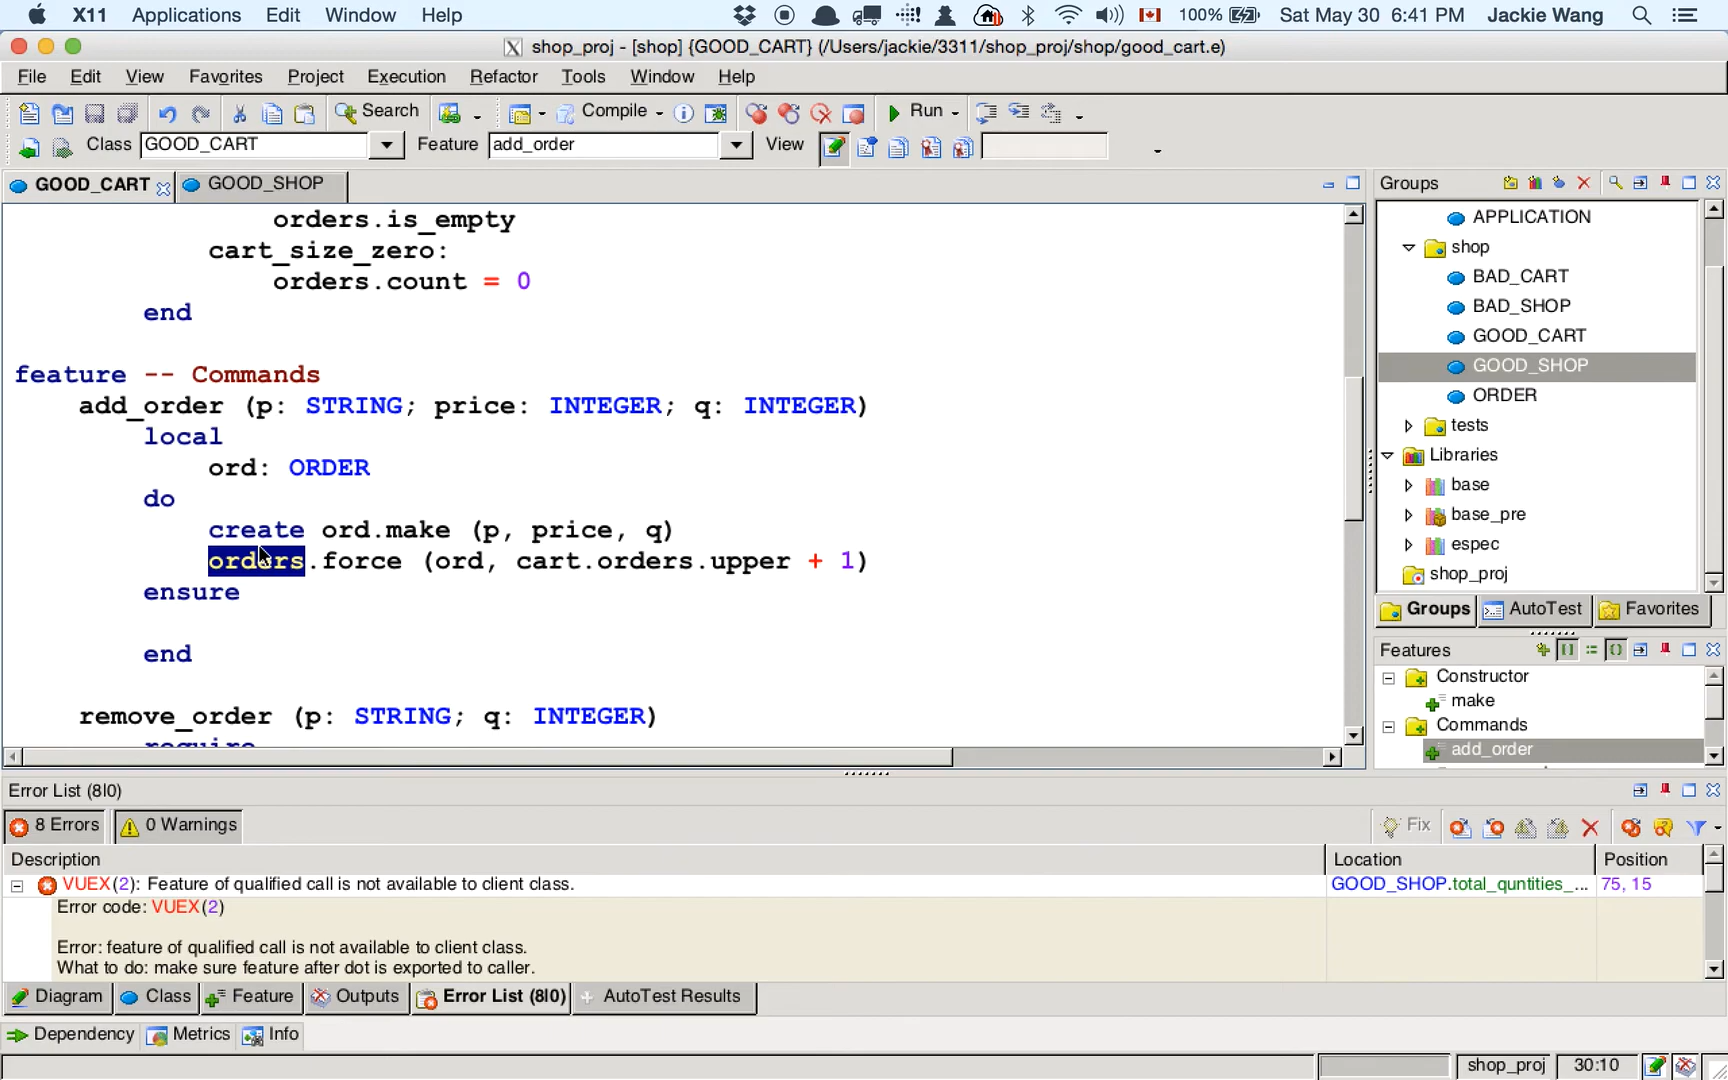 X11 Applications Edit Window Help 100% Sat May 30 6:41 PM Jackie Wang
X shop_proj - [shop] {GOOD_CART} (/Users/jackie/3311/shop_proj/shop/good_cart.e)
File Edit View Favorites Project Execution Refactor Tools Window Help
Search Compile Run
Class GOOD_CART Feature add_order View
GOOD_CART GOOD_SHOP
orders.is_empty
cart_size_zero:
orders.count = 0
end
feature -- Commands
add_order (p: STRING; price: INTEGER; q: INTEGER)
local
ord: ORDER
do
create ord.make (p, price, q)
orders.force (ord, cart.orders.upper + 1)
ensure
end
remove_order (p: STRING; q: INTEGER)
require
Groups
APPLICATION
shop
BAD_CART
BAD_SHOP
GOOD_CART
GOOD_SHOP
ORDER
tests
Libraries
base
base_pre
espec
shop_proj
Groups AutoTest Favorites
Features
Constructor
make
Commands
add_order
Error List (8|0)
8 Errors 0 Warnings Fix
Description Location Position
VUEX(2): Feature of qualified call is not available to client class. GOOD_SHOP.total_quntities_... 75, 15
Error code: VUEX(2)
Error: feature of qualified call is not available to client class.
What to do: make sure feature after dot is exported to caller.
Diagram Class Feature Outputs Error List (8|0) AutoTest Results
Dependency Metrics Info
shop_proj 30:10